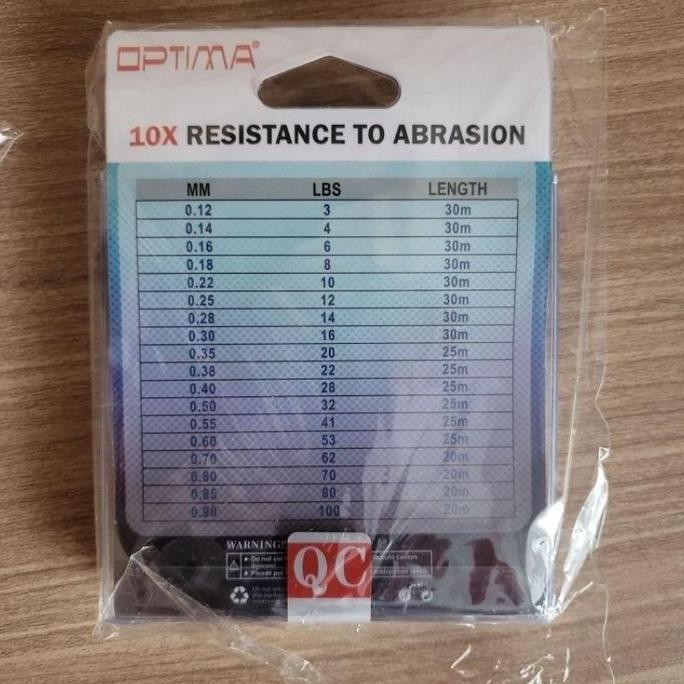 OPTIMA®
10X RESISTANCE TO ABRASION
MM LBS LENGTH
0.12 3 30m
0.14 4 30m
0.16 6 30m
0.18 8 30m
0.22 10 30m
0.25 12 30m
0.28 14 30m
0.30 16 30m
0.35 20 25m
0.38 22 25m
0.40 28 25m
0.50 32 25m
0.55 41 25m
0.60 53 25m
0.70 62 20m
0.80 70 20m
0.85 80 20m
0.90 100 20m
WARNING!
Do not
Please put
QC